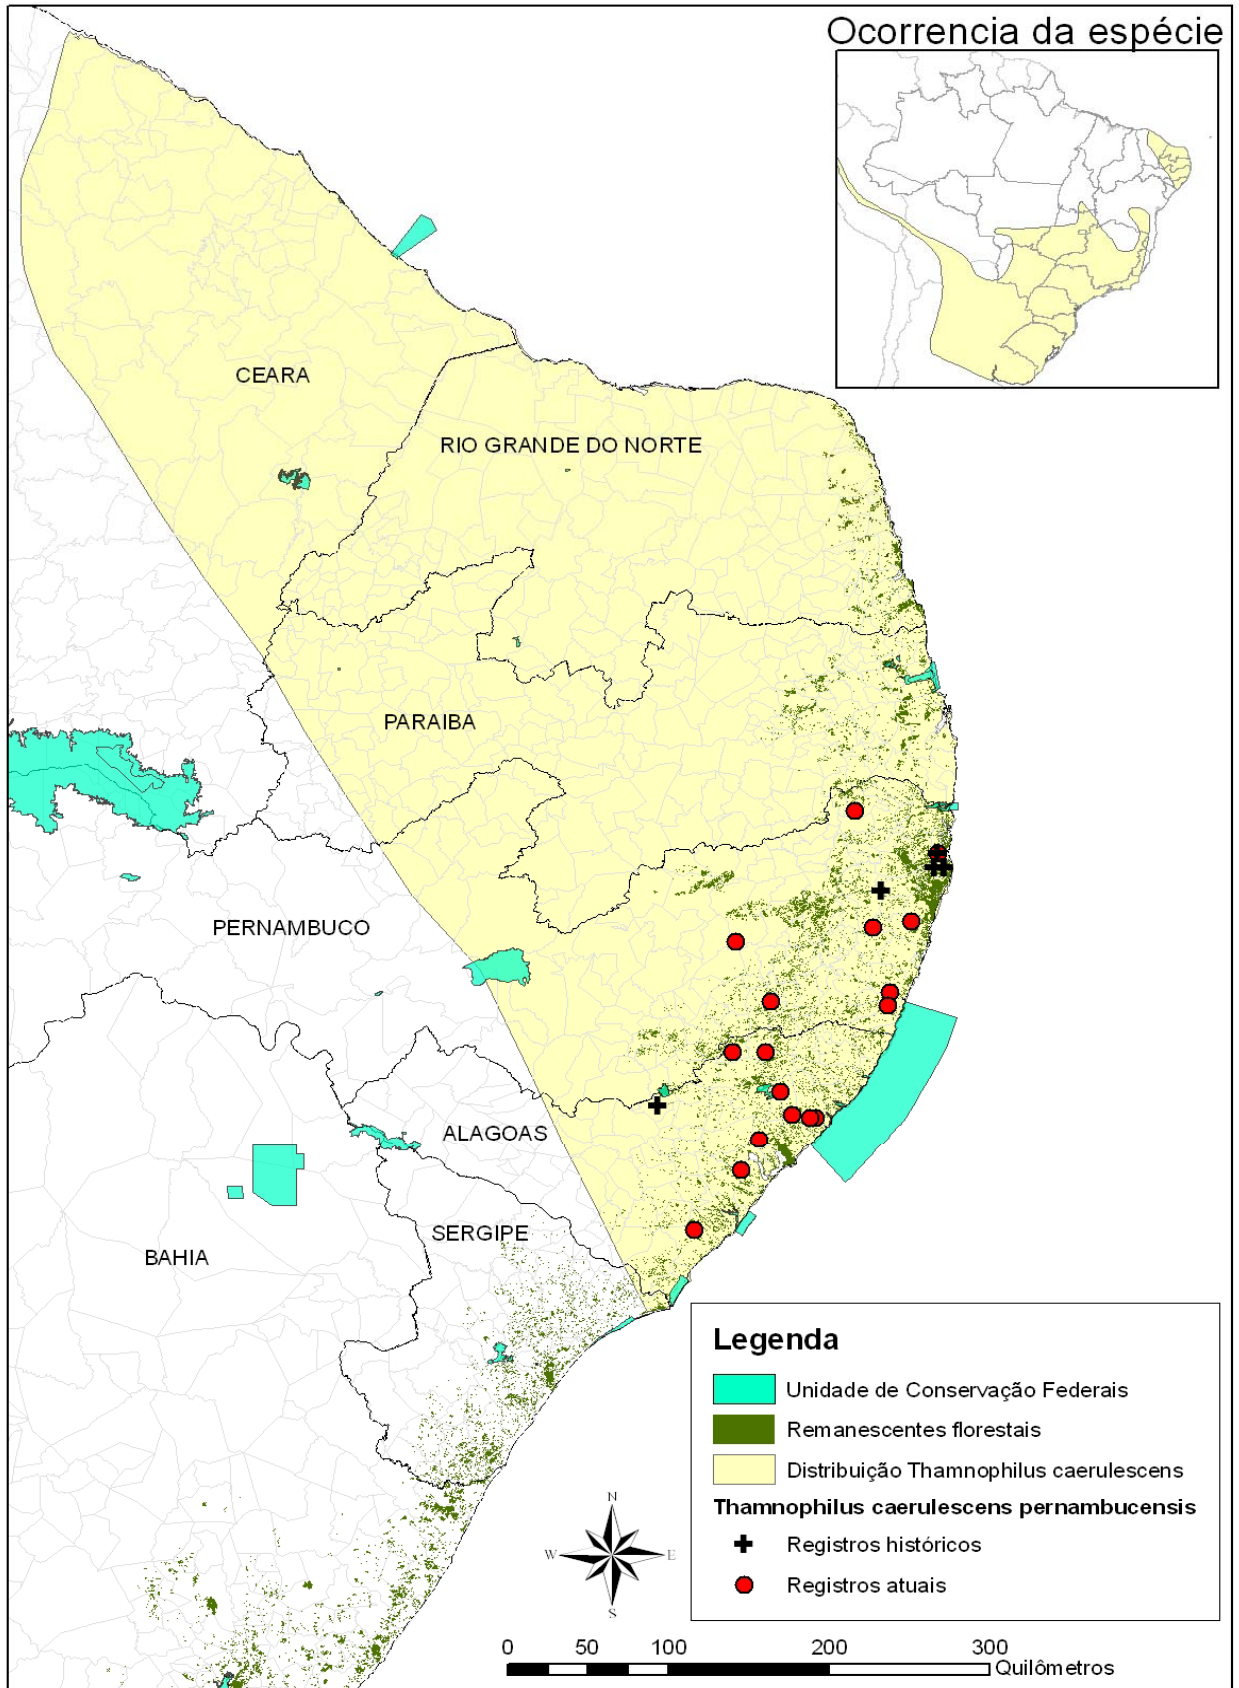 Ocorrencia da espécie
CEARA
RIO GRANDE DO NORTE
PARAIBA
PERNAMBUCO
ALAGOAS
SERGIPE
BAHIA
Legenda
Unidade de Conservação Federais
Remanescentes florestais
Distribuição Thamnophilus caerulescens
Thamnophilus caerulescens pernambucensis
Registros históricos
Registros atuais
N
W E
S
0 50 100 200 300
Quilômetros